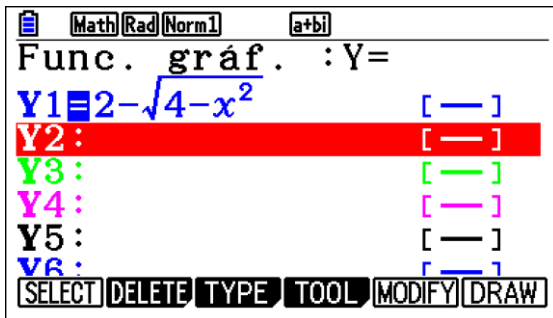 Math Rad Norm1 a+bi
Func. gráf. :Y=
Y1=2-√4-x² [—]
Y2: [—]
Y3: [—]
Y4: [—]
Y5: [—]
Y6: [—]
SELECT DELETE TYPE TOOL MODIFY DRAW